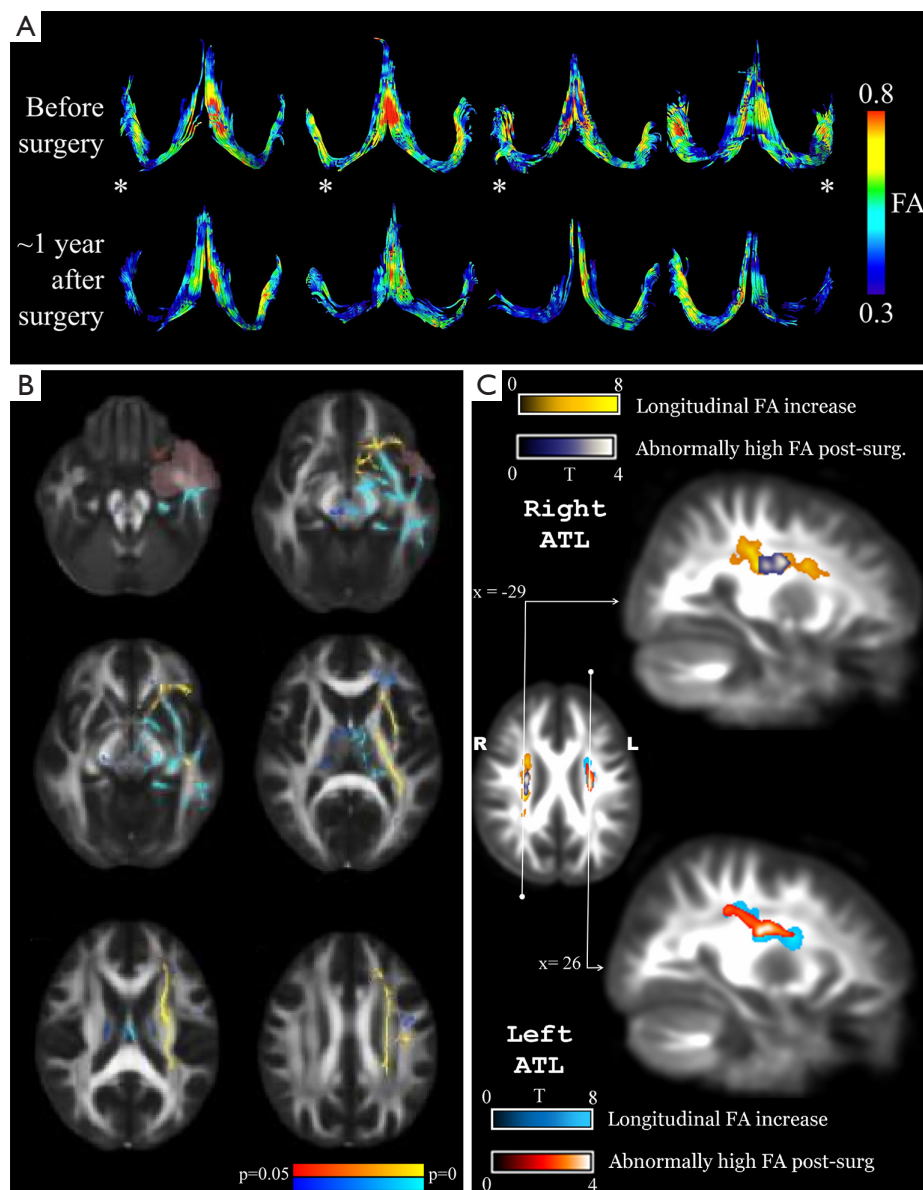 A
Before
surgery
* * * *
~1 year
after
surgery
0.8
FA
0.3
B
p=0.05 p=0
C
0 8
Longitudinal FA increase
Abnormally high FA post-surg.
0 T 4
Right
ATL
x = -29
R L
x= 26
Left
ATL
0 T 8
Longitudinal FA increase
Abnormally high FA post-surg
0 4